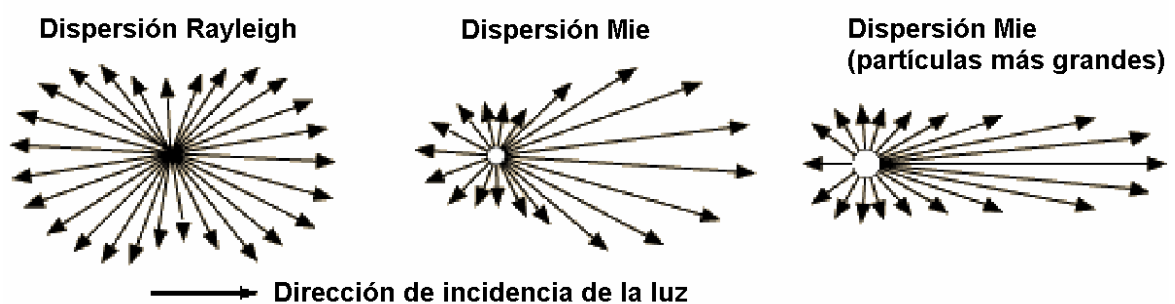 Dispersión Rayleigh
Dispersión Mie
Dispersión Mie
(partículas más grandes)
Dirección de incidencia de la luz